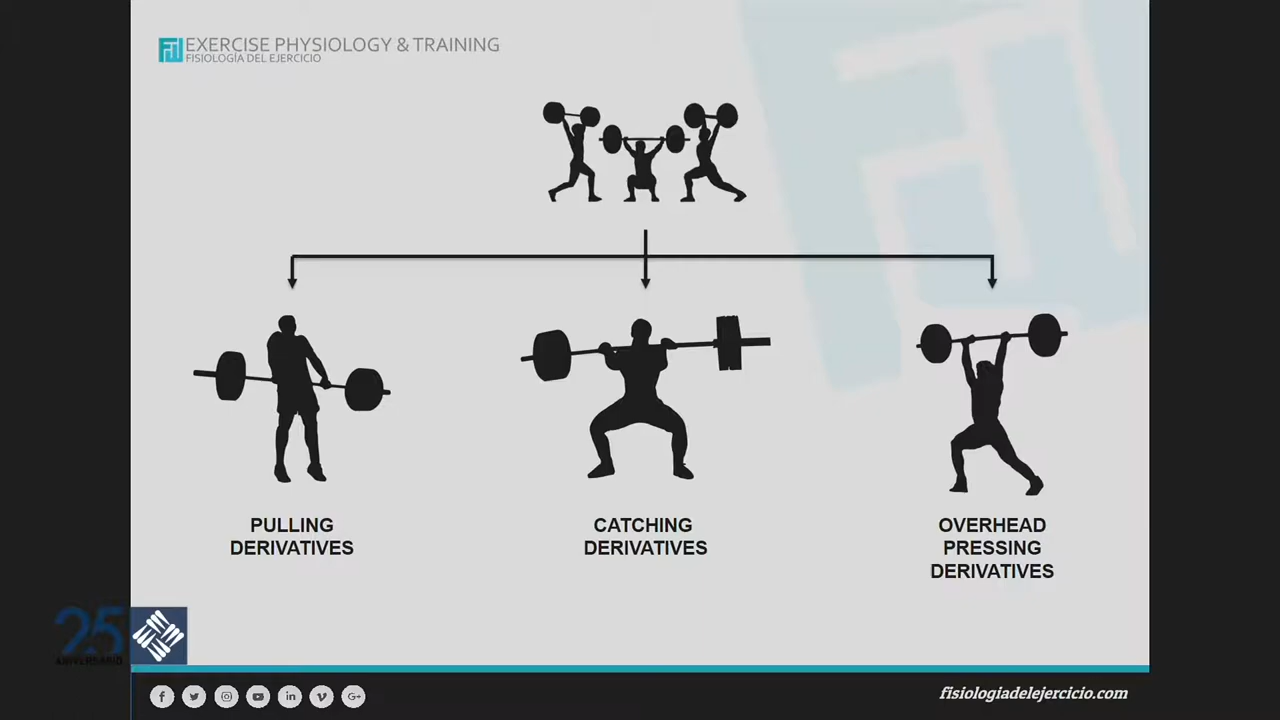 EXERCISE PHYSIOLOGY & TRAINING
FISIOLOGÍA DEL EJERCICIO
PULLING
DERIVATIVES
CATCHING
DERIVATIVES
OVERHEAD
PRESSING
DERIVATIVES
25
ANIVERSARIO
fisiologiadelejercicio.com